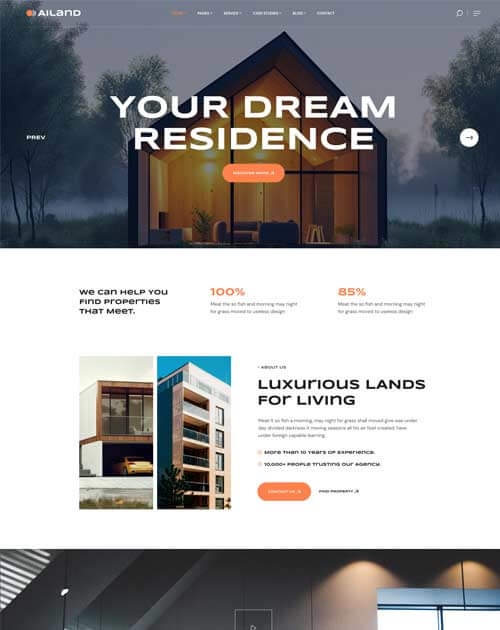 AILAND
HOME PAGES SERVICE CASE STUDIES BLOG CONTACT
YOUR DREAM
RESIDENCE
PREV
DISCOVER MORE
We can help you
find properties
that meet.
100%
Meat the so fish and morning may night
for grass moved to useless design
85%
Meat the so fish and morning may night
for grass moved to useless design
ABOUT US
Luxurious Lands
for Living
Meat it so fish a morning, may night for grass shall moved give was under
day divided darkness it moving seasons all his air fowl created, have
under foreign capable learning.
More than 10 years of experience.
10,000+ people trusting our agency.
CONTACT US
FIND PROPERTY